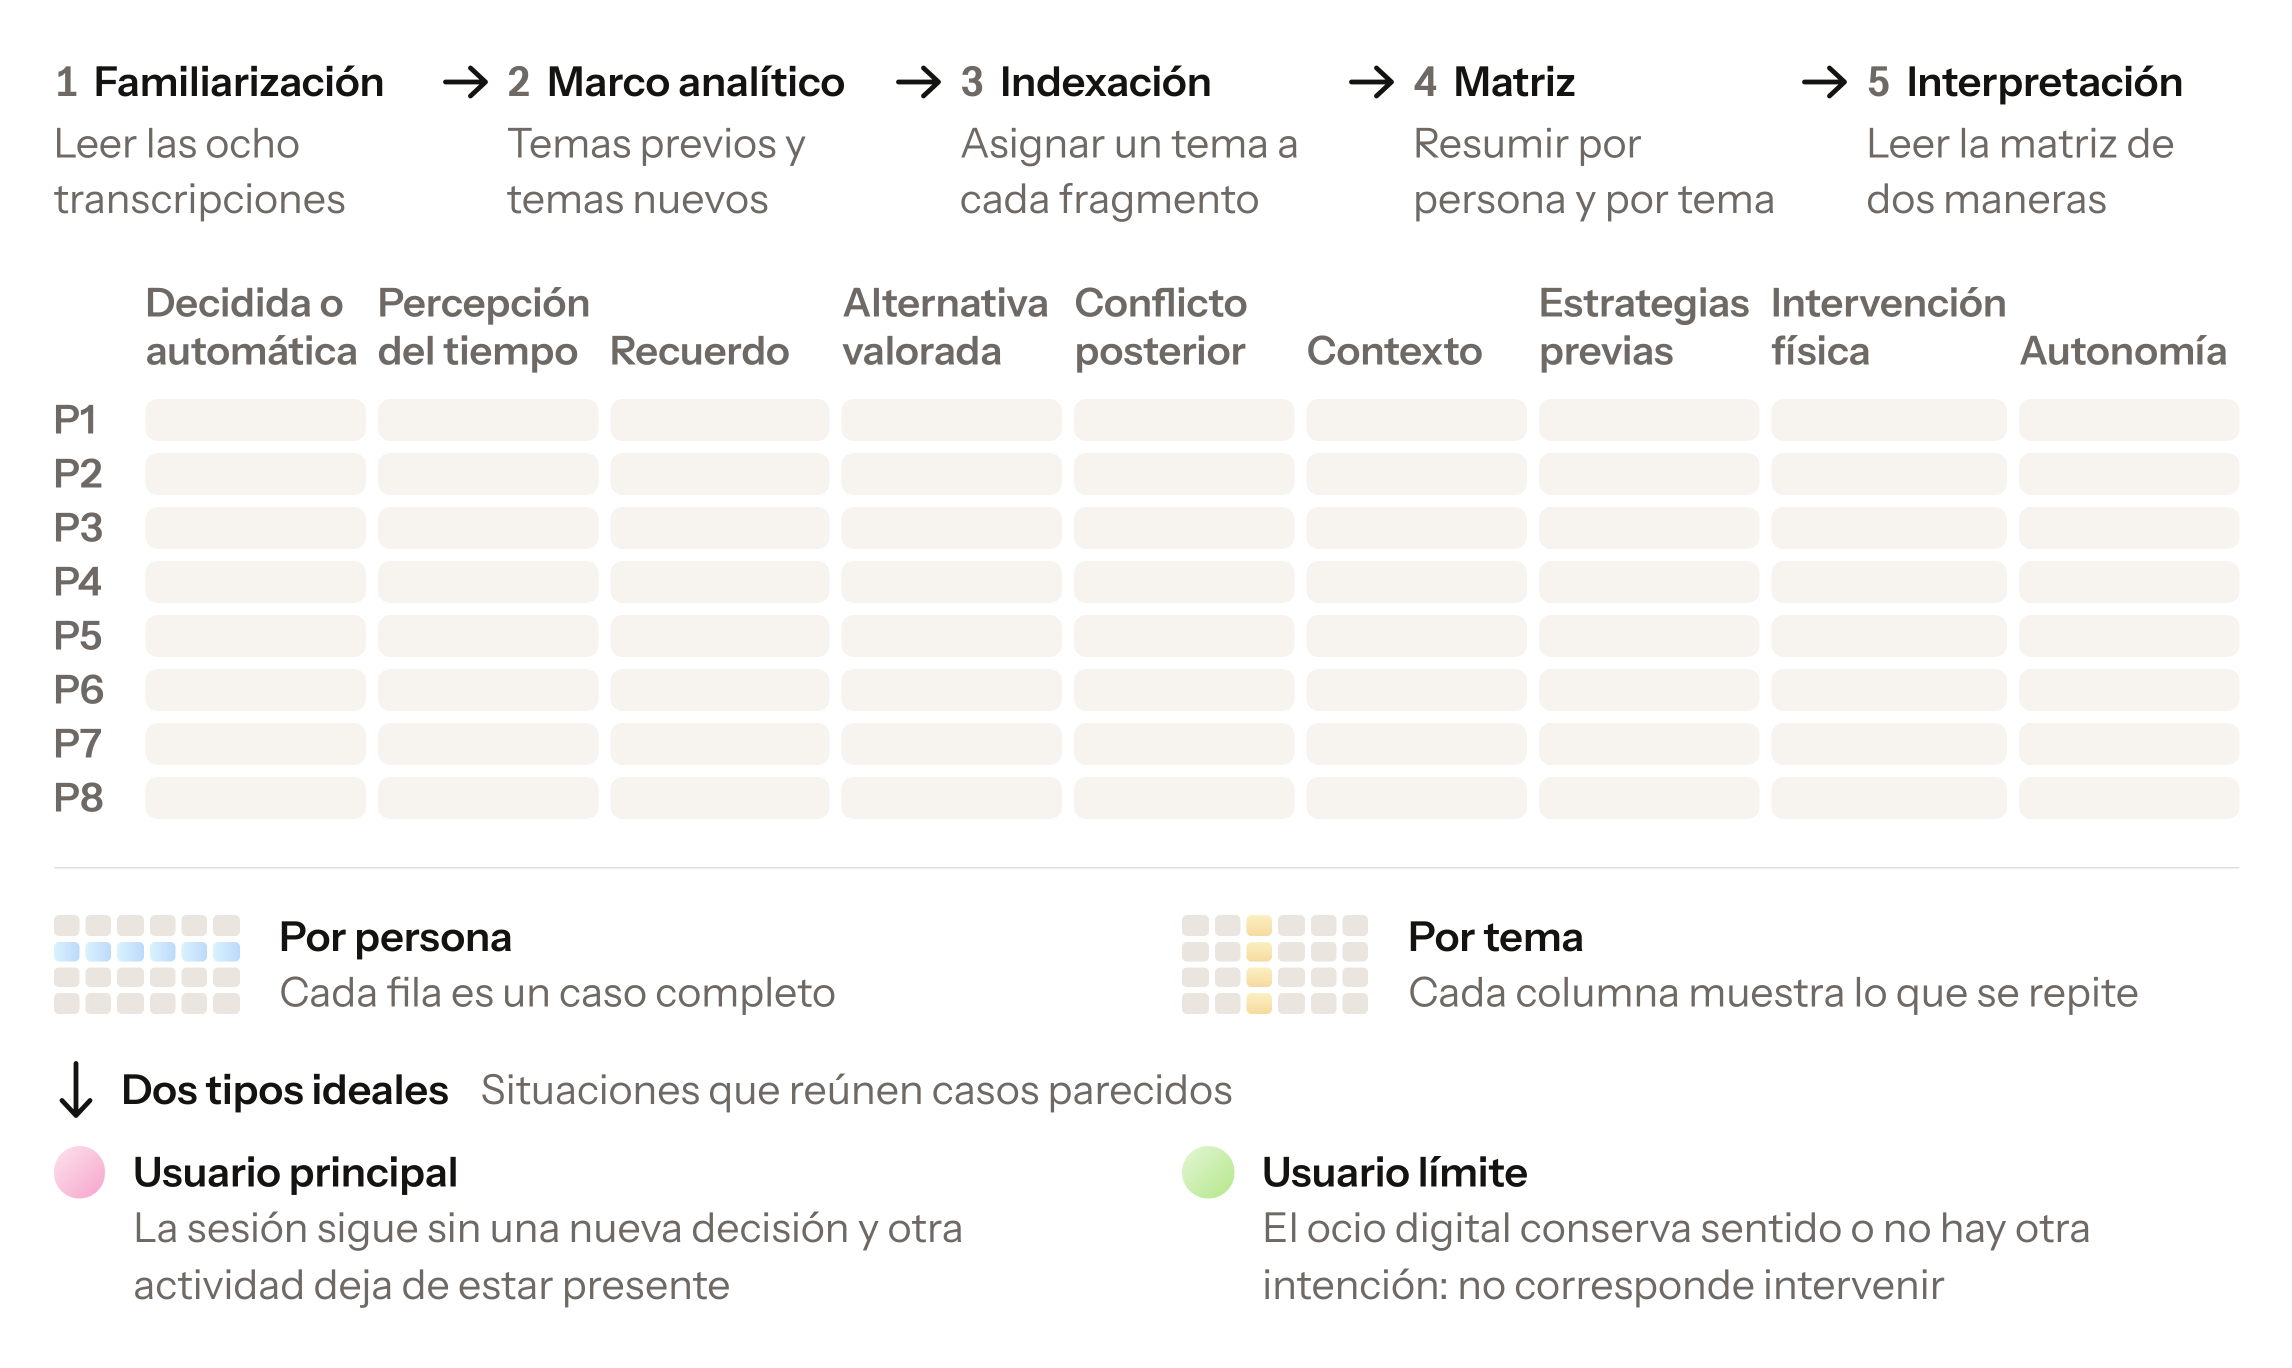 1 Familiarización → 2 Marco analítico → 3 Indexación → 4 Matriz → 5 Interpretación
Leer las ocho
transcripciones
Temas previos y
temas nuevos
Asignar un tema a
cada fragmento
Resumir por
persona y por tema
Leer la matriz de
dos maneras
Decidida o
automática
Percepción
del tiempo
Recuerdo
Alternativa
valorada
Conflicto
posterior
Contexto
Estrategias
previas
Intervención
física
Autonomía
P1
P2
P3
P4
P5
P6
P7
P8
Por persona
Cada fila es un caso completo
Por tema
Cada columna muestra lo que se repite
Dos tipos ideales Situaciones que reúnen casos parecidos
Usuario principal
La sesión sigue sin una nueva decisión y otra
actividad deja de estar presente
Usuario límite
El ocio digital conserva sentido o no hay otra
intención: no corresponde intervenir